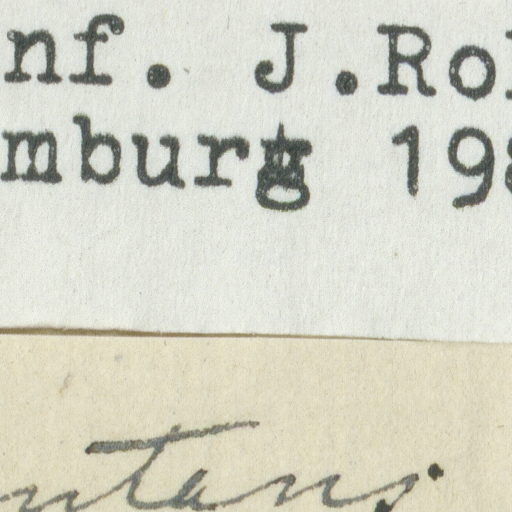 nf. J.Ro
mburg 19
ntans.